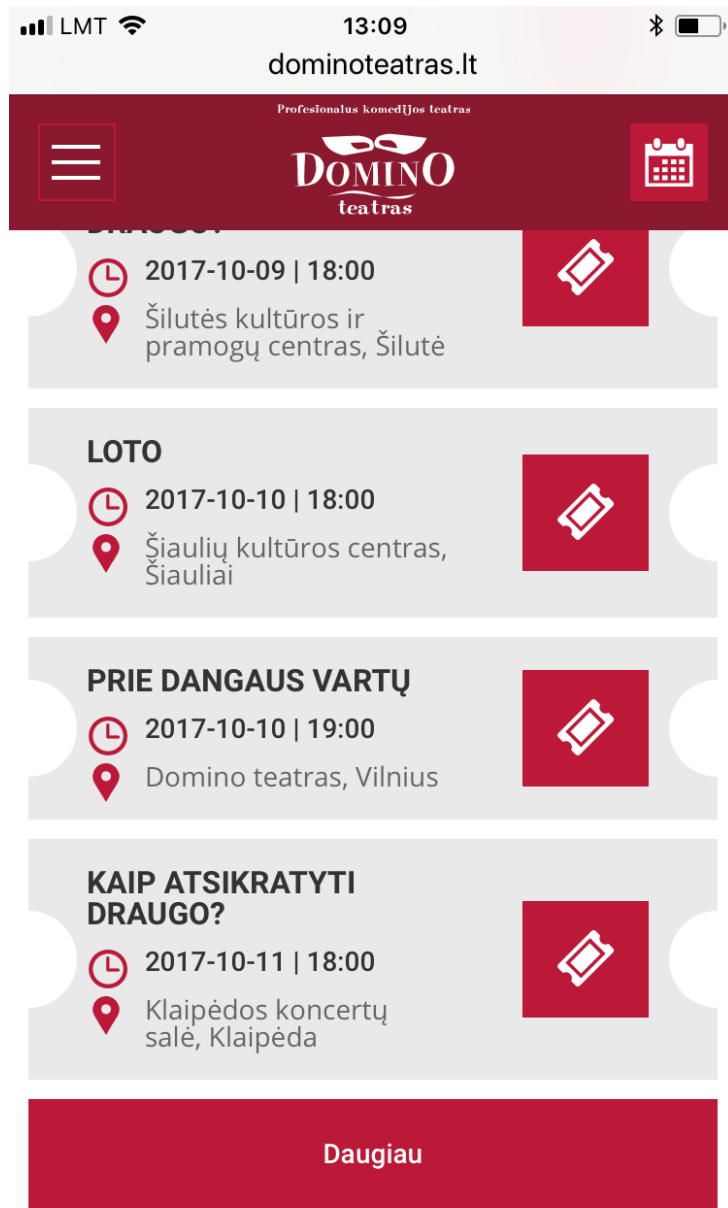 LMT
13:09
dominoteatras.lt
Profesionalus komedijos teatras
DOMINO
teatras
DRAUGO?
2017-10-09 | 18:00
Šilutės kultūros ir
pramogų centras, Šilutė
LOTO
2017-10-10 | 18:00
Šiaulių kultūros centras,
Šiauliai
PRIE DANGAUS VARTŲ
2017-10-10 | 19:00
Domino teatras, Vilnius
KAIP ATSIKRATYTI
DRAUGO?
2017-10-11 | 18:00
Klaipėdos koncertų
salė, Klaipėda
Daugiau